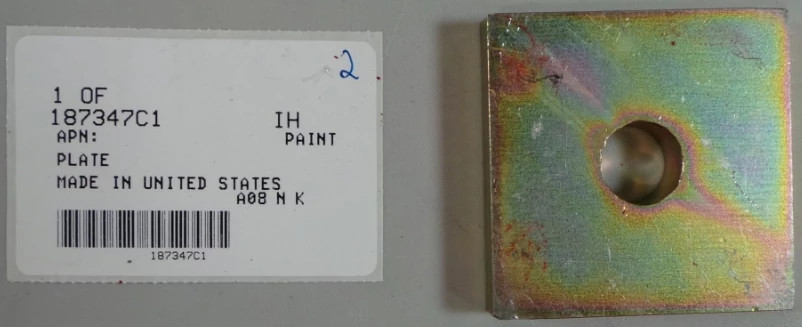 2
1 OF
187347C1 IH
APN: PAINT
PLATE
MADE IN UNITED STATES
A08 N K
187347C1